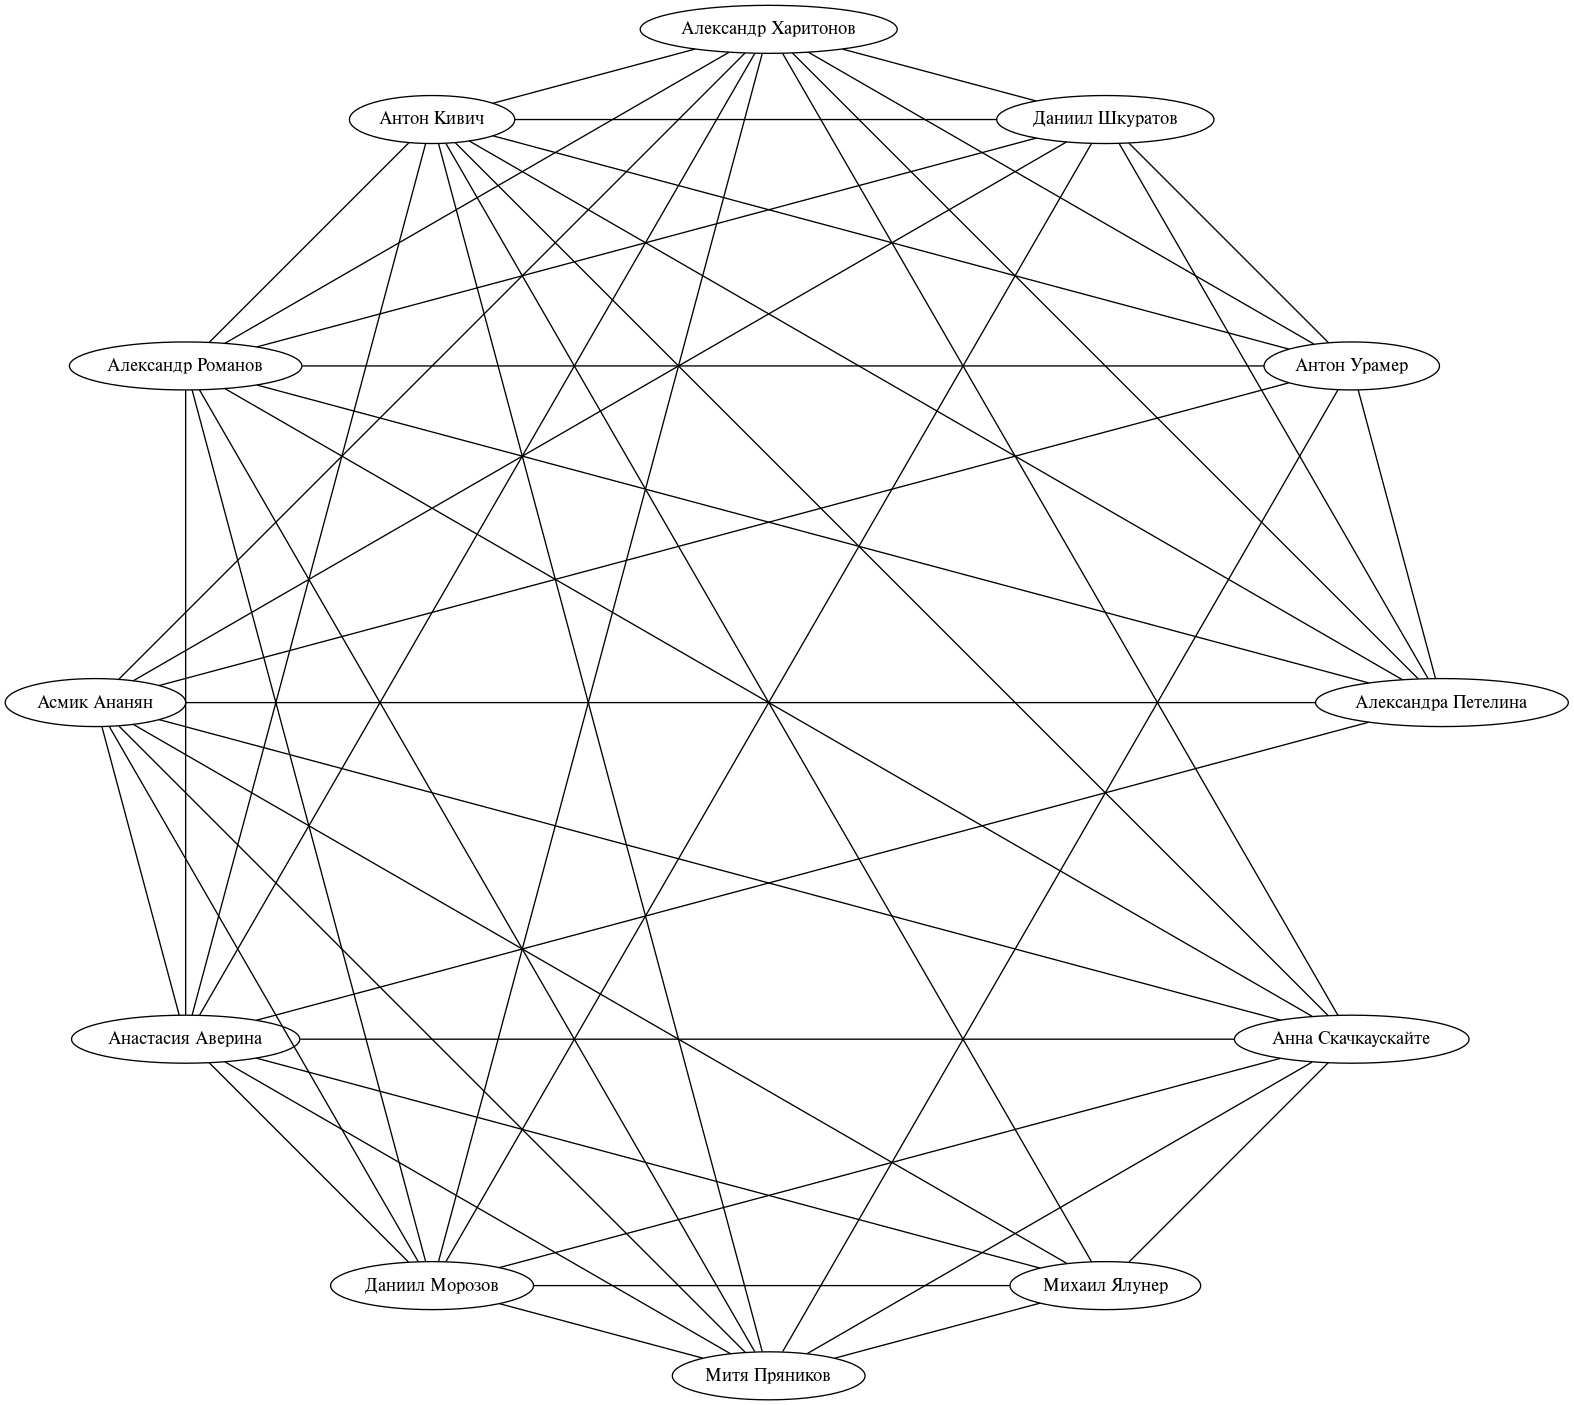 Александр Харитонов
Антон Кивич
Даниил Шкуратов
Александр Романов
Антон Урамер
Асмик Ананян
Александра Петелина
Анастасия Аверина
Анна Скачкаускайте
Даниил Морозов
Михаил Ялунер
Митя Пряников